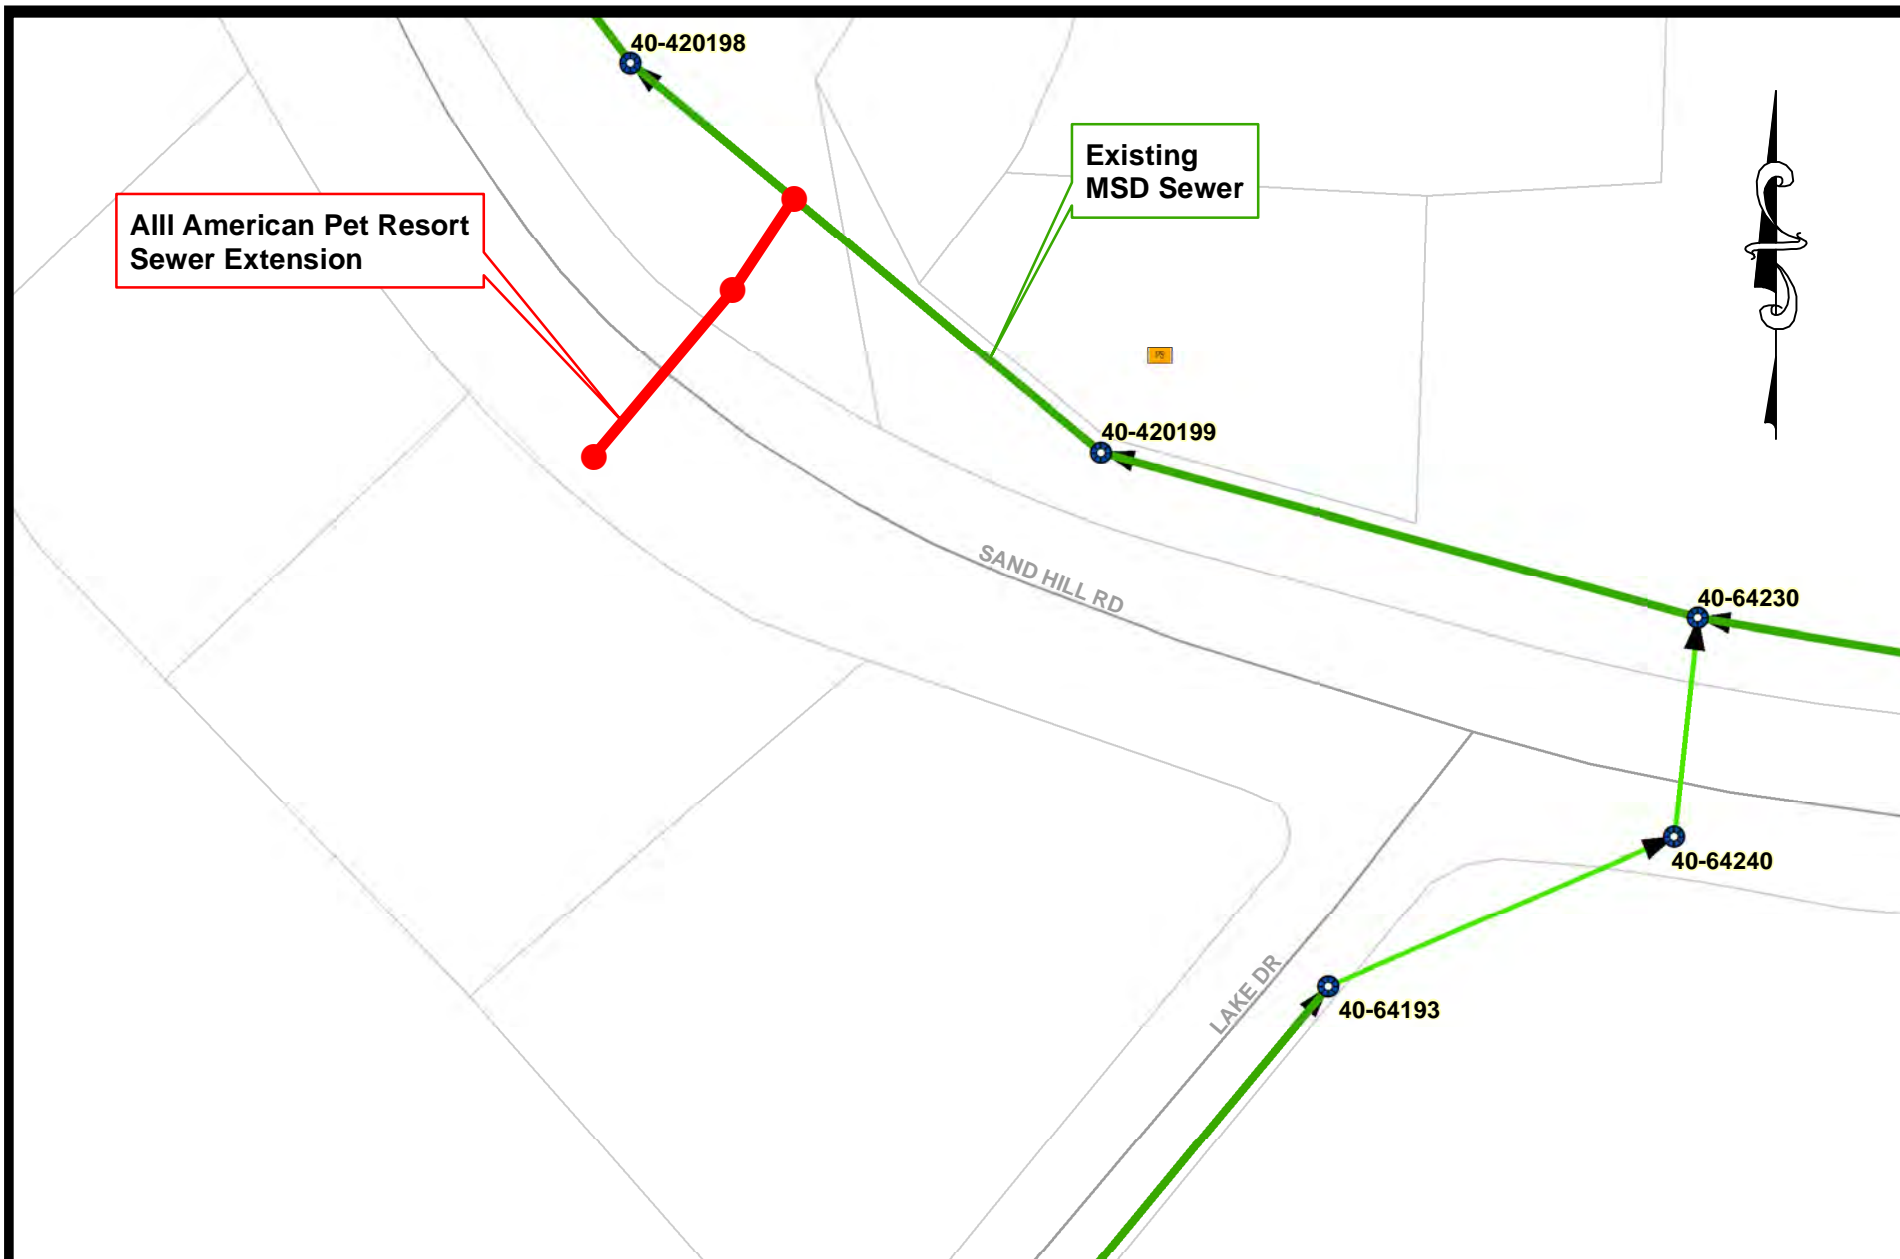 40-420198
Existing
MSD Sewer
AIII American Pet Resort
Sewer Extension
40-420199
SAND HILL RD
40-64230
40-64240
LAKE DR
40-64193